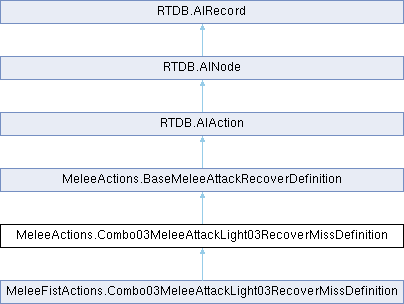 RTDB.AIRecord
RTDB.AINode
RTDB.AIAction
MeleeActions.BaseMeleeAttackRecoverDefinition
MeleeActions.Combo03MeleeAttackLight03RecoverMissDefinition
MeleeFistActions.Combo03MeleeAttackLight03RecoverMissDefinition